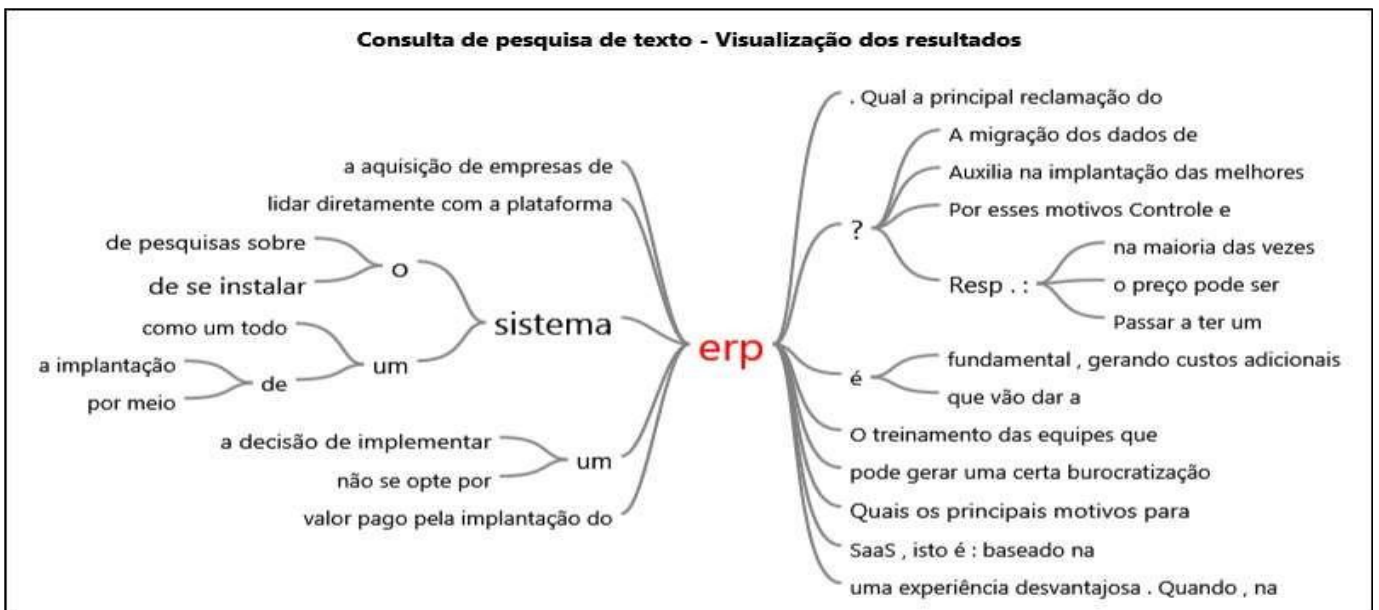 Consulta de pesquisa de texto - Visualização dos resultados
a aquisição de empresas de
lidar diretamente com a plataforma
de pesquisas sobre
de se instalar
o
como um todo
a implantação
por meio
de
um
sistema
a decisão de implementar
não se opte por
um
valor pago pela implantação do
erp
. Qual a principal reclamação do
?
A migração dos dados de
Auxilia na implantação das melhores
Por esses motivos Controle e
Resp . :
na maioria das vezes
o preço pode ser
Passar a ter um
é
fundamental , gerando custos adicionais
que vão dar a
O treinamento das equipes que
pode gerar uma certa burocratização
Quais os principais motivos para
SaaS , isto é : baseado na
uma experiência desvantajosa . Quando , na